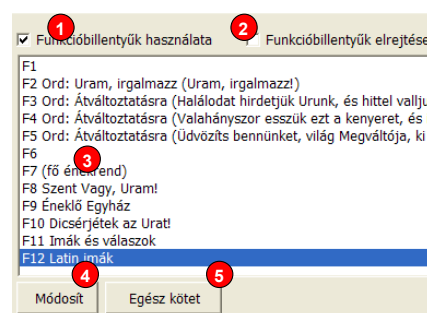 1 2
Funkcióbillentyűk használata Funkcióbillentyűk elrejtése
F1
F2 Ord: Uram, irgalmazz (Uram, irgalmazz!)
F3 Ord: Átváltoztatásra (Halálodat hirdetjük Urunk, és hittel vallju
F4 Ord: Átváltoztatásra (Valahányszor esszük ezt a kenyeret, és
F5 Ord: Átváltoztatásra (Üdvözíts bennünket, világ Megváltója, ki
F6
3
F7 (fő énekrend)
F8 Szent Vagy, Uram!
F9 Éneklő Egyház
F10 Dicsérjétek az Urat!
F11 Imák és válaszok
F12 Latin imák
4 5
Módosít Egész kötet